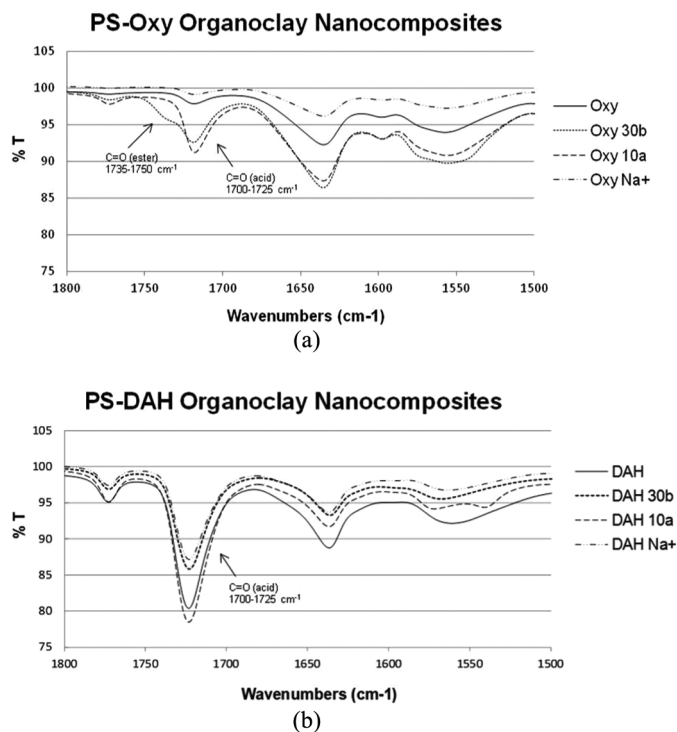 PS-Oxy Organoclay Nanocomposites
105
100
95
90
85
80
75
% T
C=O (ester)
1735-1750 cm-1
C=O (acid)
1700-1725 cm-1
Oxy
Oxy 30b
Oxy 10a
Oxy Na+
1800 1750 1700 1650 1600 1550 1500
Wavenumbers (cm-1)
(a)
PS-DAH Organoclay Nanocomposites
105
100
95
90
85
80
75
% T
C=O (acid)
1700-1725 cm-1
DAH
DAH 30b
DAH 10a
DAH Na+
1800 1750 1700 1650 1600 1550 1500
Wavenumbers (cm-1)
(b)